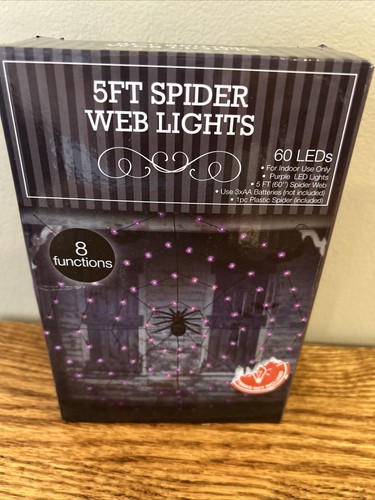 5FT SPIDER
WEB LIGHTS
60 LEDs
• For Indoor Use Only
• Purple LED Lights
• 5 FT (60") Spider Web
• Use 3xAA Batteries (not included)
• 1pc Plastic Spider (included)
8
functions